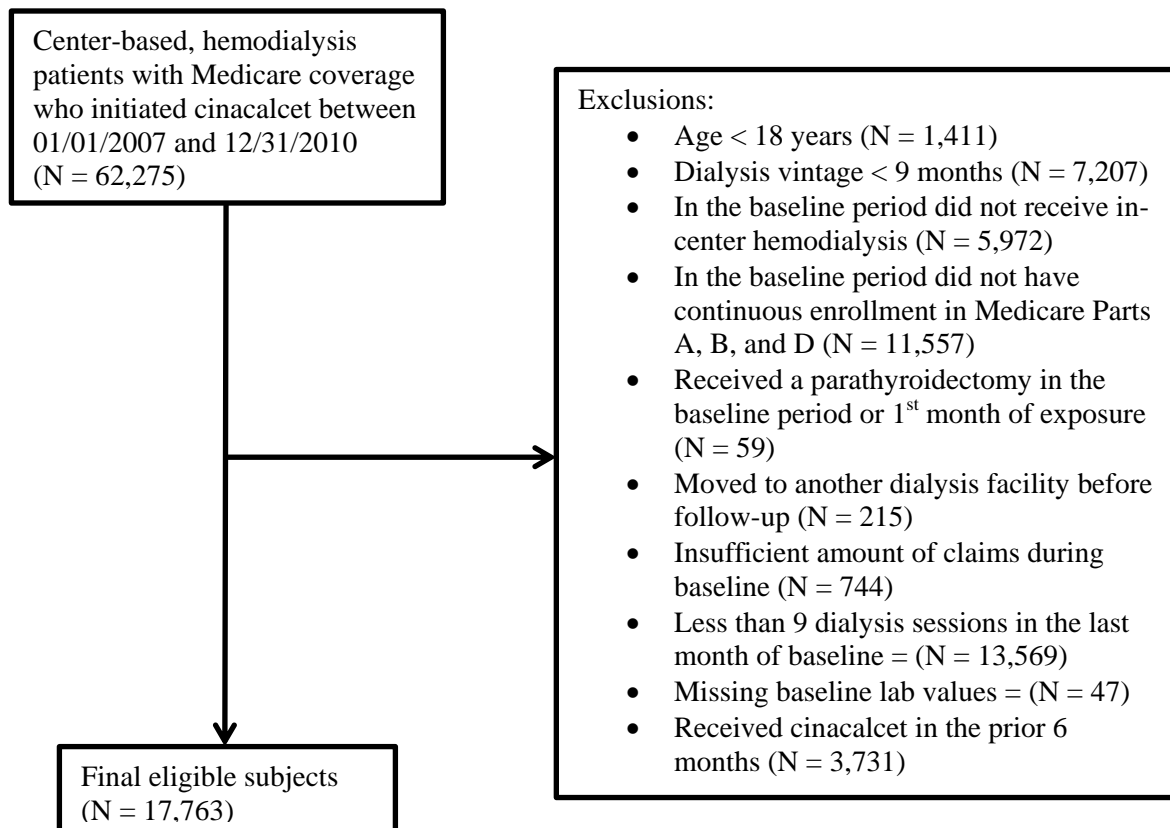 Center-based, hemodialysis
patients with Medicare coverage
who initiated cinacalcet between
01/01/2007 and 12/31/2010
(N = 62,275)
Exclusions:
• Age < 18 years (N = 1,411)
• Dialysis vintage < 9 months (N = 7,207)
• In the baseline period did not receive in-
center hemodialysis (N = 5,972)
• In the baseline period did not have
continuous enrollment in Medicare Parts
A, B, and D (N = 11,557)
• Received a parathyroidectomy in the
baseline period or 1st month of exposure
(N = 59)
• Moved to another dialysis facility before
follow-up (N = 215)
• Insufficient amount of claims during
baseline (N = 744)
• Less than 9 dialysis sessions in the last
month of baseline = (N = 13,569)
• Missing baseline lab values = (N = 47)
• Received cinacalcet in the prior 6
months (N = 3,731)
Final eligible subjects
(N = 17,763)